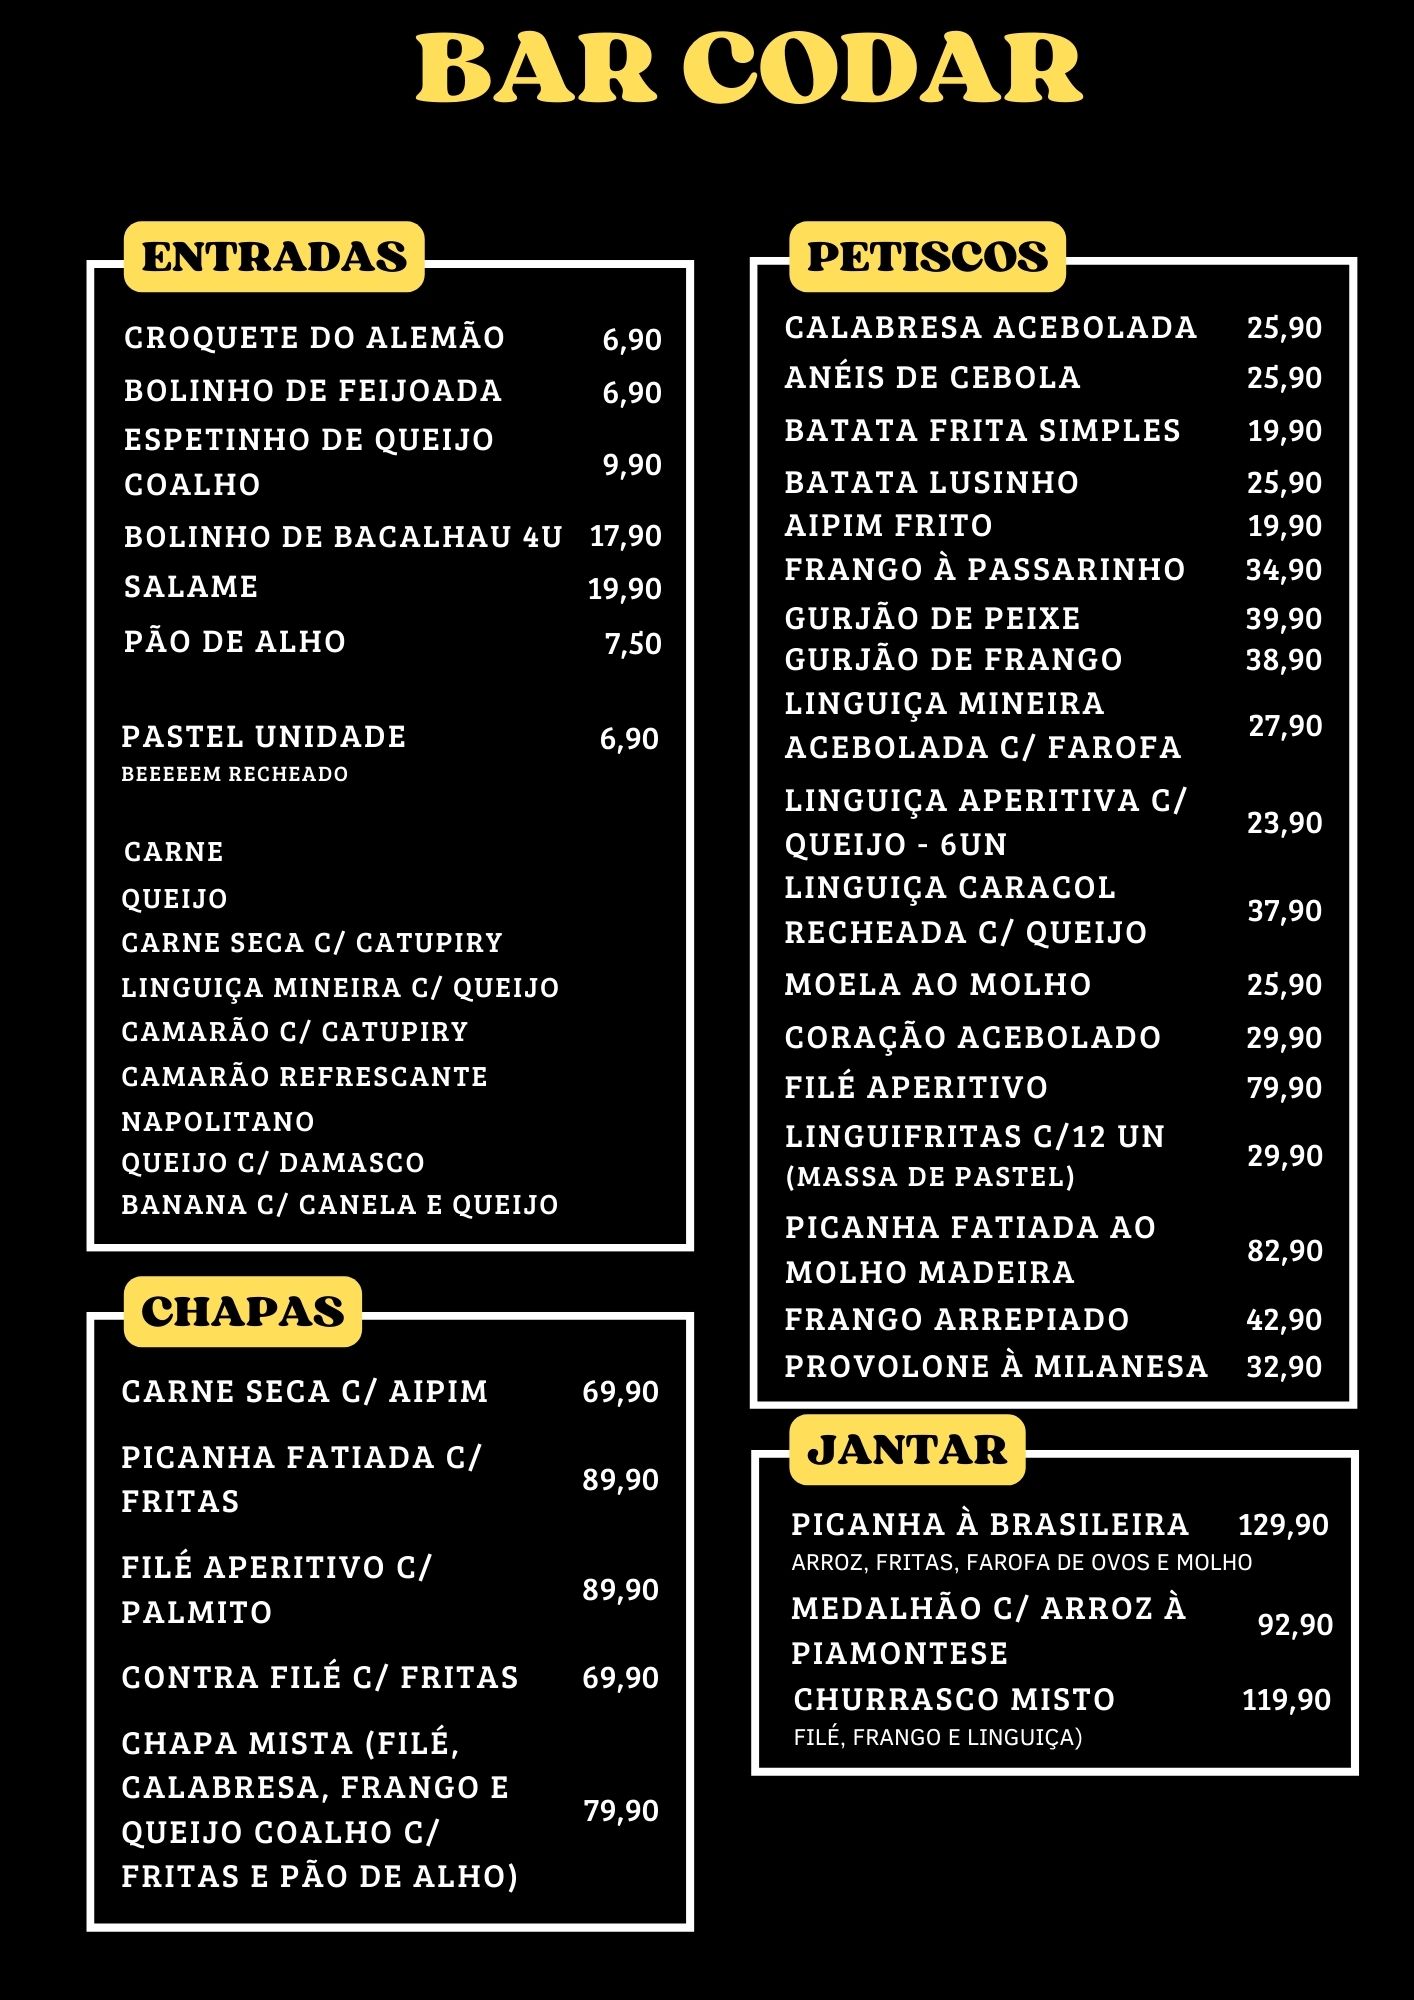 BAR CODAR
ENTRADAS
CROQUETE DO ALEMÃO 6,90
BOLINHO DE FEIJOADA 6,90
ESPETINHO DE QUEIJO
COALHO 9,90
BOLINHO DE BACALHAU 4U 17,90
SALAME 19,90
PÃO DE ALHO 7,50
PASTEL UNIDADE 6,90
BEEEEEM RECHEADO
CARNE
QUEIJO
CARNE SECA C/ CATUPIRY
LINGUIÇA MINEIRA C/ QUEIJO
CAMARÃO C/ CATUPIRY
CAMARÃO REFRESCANTE
NAPOLITANO
QUEIJO C/ DAMASCO
BANANA C/ CANELA E QUEIJO
CHAPAS
CARNE SECA C/ AIPIM 69,90
PICANHA FATIADA C/
FRITAS 89,90
FILÉ APERITIVO C/
PALMITO 89,90
CONTRA FILÉ C/ FRITAS 69,90
CHAPA MISTA (FILÉ,
CALABRESA, FRANGO E
QUEIJO COALHO C/ 79,90
FRITAS E PÃO DE ALHO)
PETISCOS
CALABRESA ACEBOLADA 25,90
ANÉIS DE CEBOLA 25,90
BATATA FRITA SIMPLES 19,90
BATATA LUSINHO 25,90
AIPIM FRITO 19,90
FRANGO À PASSARINHO 34,90
GURJÃO DE PEIXE 39,90
GURJÃO DE FRANGO 38,90
LINGUIÇA MINEIRA
ACEBOLADA C/ FAROFA 27,90
LINGUIÇA APERITIVA C/
QUEIJO - 6UN 23,90
LINGUIÇA CARACOL
RECHEADA C/ QUEIJO 37,90
MOELA AO MOLHO 25,90
CORAÇÃO ACEBOLADO 29,90
FILÉ APERITIVO 79,90
LINGUIFRITAS C/12 UN
(MASSA DE PASTEL) 29,90
PICANHA FATIADA AO
MOLHO MADEIRA 82,90
FRANGO ARREPIADO 42,90
PROVOLONE À MILANESA 32,90
JANTAR
PICANHA À BRASILEIRA 129,90
ARROZ, FRITAS, FAROFA DE OVOS E MOLHO
MEDALHÃO C/ ARROZ À
PIAMONTESE 92,90
CHURRASCO MISTO 119,90
FILÉ, FRANGO E LINGUIÇA)